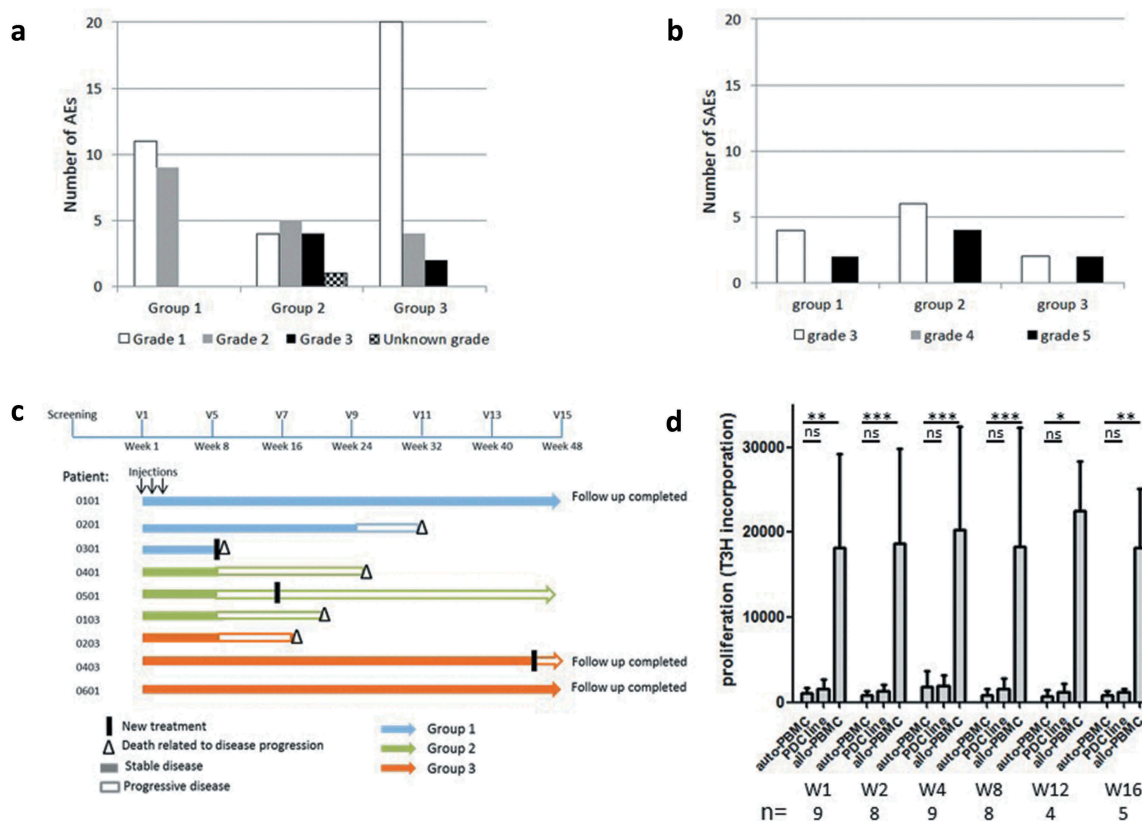 a
Number of AEs
20
15
10
5
0
Group 1 Group 2 Group 3
Grade 1 Grade 2 Grade 3 Unknown grade
b
Number of SAEs
20
15
10
5
0
group 1 group 2 group 3
grade 3 grade 4 grade 5
c
Screening V1 V5 V7 V9 V11 V13 V15
Week 1 Week 8 Week 16 Week 24 Week 32 Week 40 Week 48
Patient: Injections
0101 Follow up completed
0201
0301
0401
0501
0103
0203
0403 Follow up completed
0601 Follow up completed
New treatment
Death related to disease progression
Stable disease
Progressive disease
Group 1
Group 2
Group 3
d
proliferation (T3H incorporation)
** *** *** *** * **
ns ns ns ns ns ns
30000
20000
10000
0
auto-PBMC PDC line allo-PBMC auto-PBMC PDC line allo-PBMC auto-PBMC PDC line allo-PBMC auto-PBMC PDC line allo-PBMC auto-PBMC PDC line allo-PBMC auto-PBMC PDC line allo-PBMC
W1 W2 W4 W8 W12 W16
n= 9 8 9 8 4 5